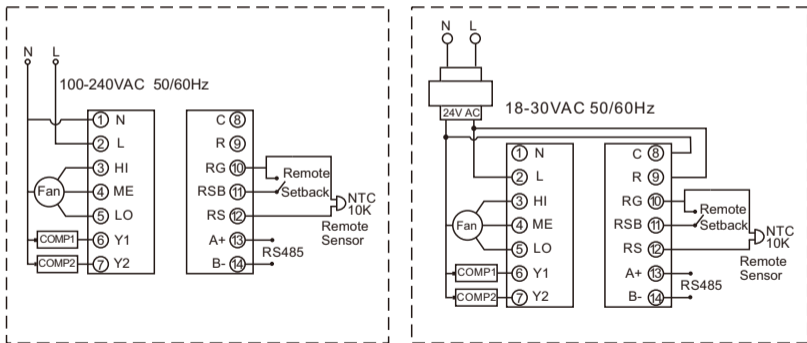 N L
100-240VAC 50/60Hz
1 N
2 L
3 HI
4 ME
5 LO
6 Y1
7 Y2
Fan
COMP1
COMP2
C 8
R 9
RG 10
RSB 11
RS 12
A+ 13
B- 14
Remote
Setback
NTC
10K
Remote
Sensor
RS485
N L
24V AC
18-30VAC 50/60Hz
1 N
2 L
3 HI
4 ME
5 LO
6 Y1
7 Y2
Fan
COMP1
COMP2
C 8
R 9
RG 10
RSB 11
RS 12
A+ 13
B- 14
Remote
Setback
NTC
10K
Remote
Sensor
RS485